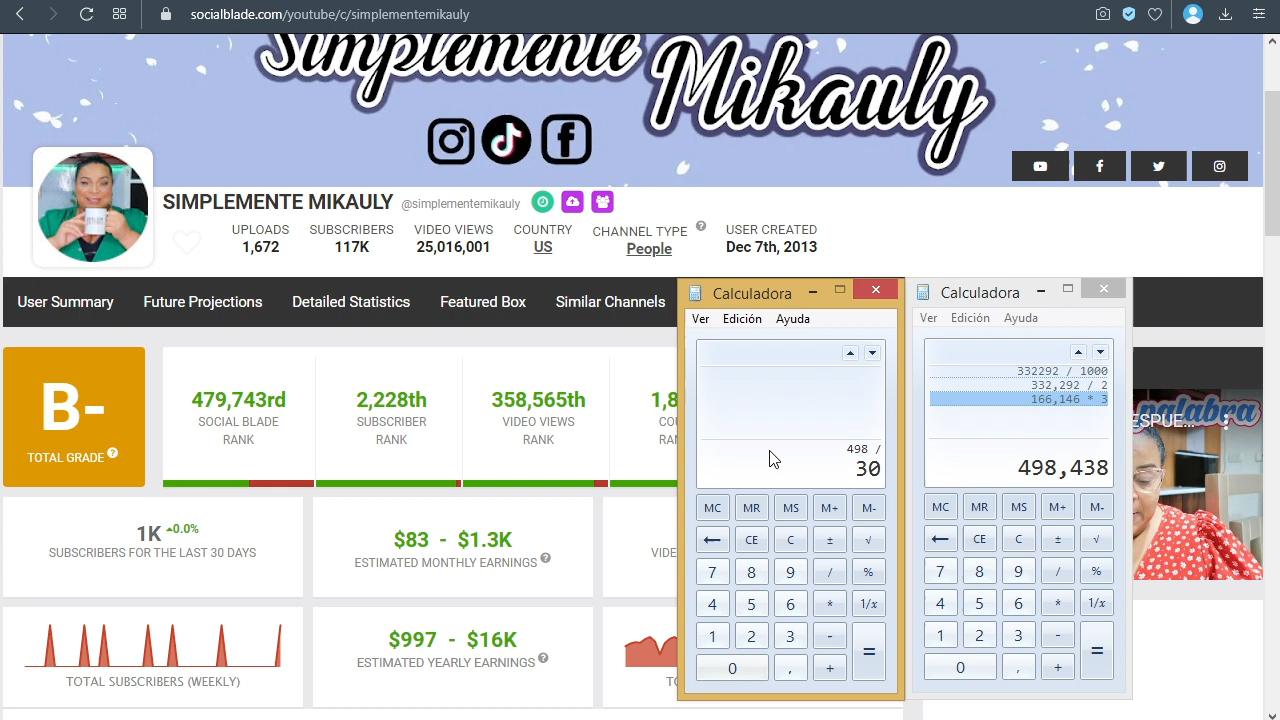 socialblade.com/youtube/c/simplementemikauly
Simplemente Mikauly
SIMPLEMENTE MIKAULY @simplementemikauly
UPLOADS SUBSCRIBERS VIDEO VIEWS COUNTRY CHANNEL TYPE ? USER CREATED
1,672 117K 25,016,001 US People Dec 7th, 2013
User Summary Future Projections Detailed Statistics Featured Box Similar Channels
B-
TOTAL GRADE ?
479,743rd
SOCIAL BLADE
RANK
2,228th
SUBSCRIBER
RANK
358,565th
VIDEO VIEWS
RANK
1K +0.0%
SUBSCRIBERS FOR THE LAST 30 DAYS
$83 - $1.3K
ESTIMATED MONTHLY EARNINGS ?
TOTAL SUBSCRIBERS (WEEKLY)
$997 - $16K
ESTIMATED YEARLY EARNINGS ?
Calculadora
Ver Edición Ayuda
498 /
30
MC MR MS M+ M-
← CE C ± √
7 8 9 / %
4 5 6 * 1/x
1 2 3 - =
0 , +
Calculadora
Ver Edición Ayuda
332292 / 1000
332,292 / 2
166,146 * 3
498,438
MC MR MS M+ M-
← CE C ± √
7 8 9 / %
4 5 6 * 1/x
1 2 3 - =
0 , +
palabra
ESPUE...